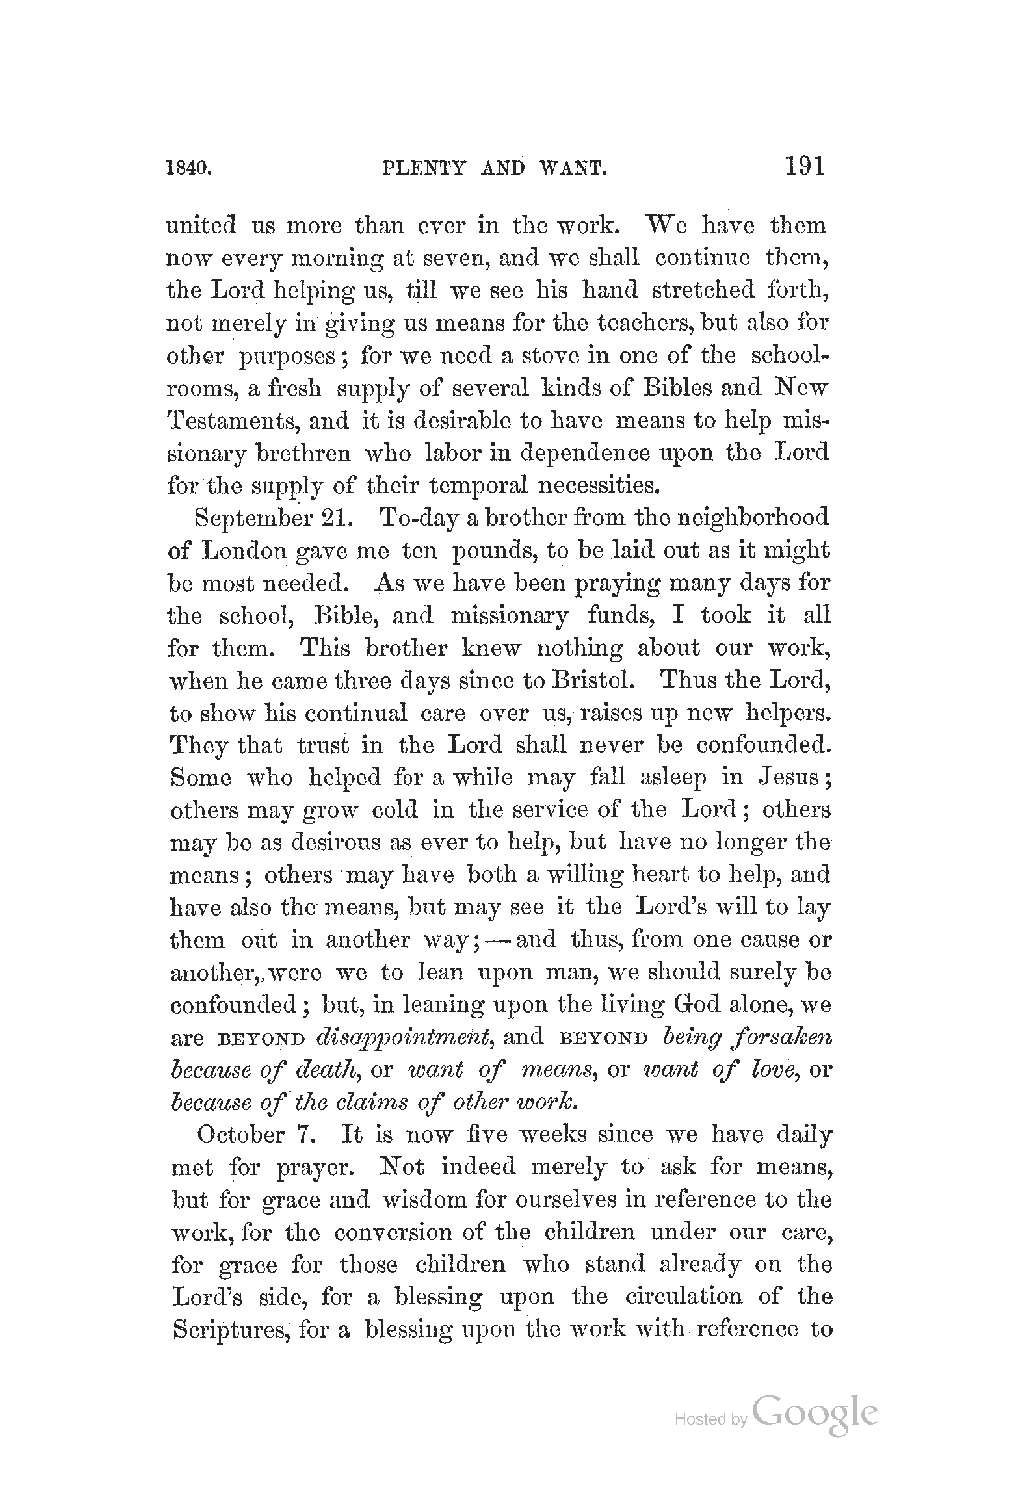 1840. PLENTY AND WANT. 191
united us more than ever in the work. We have them
now every morning at seven, and we shall continue them,
the Lord helping us, till we see his hand stretched forth,
not merely in giving us means for the teachers, but also for
other purposes; for we need a stove in one of the school-
rooms, a fresh supply of several kinds of Bibles and New
Testaments, and it is desirable to have means to help mis-
sionary brethren who labor in dependence upon the Lord
for the supply of their temporal necessities.
September 21. To-day a brother from the neighborhood
of London gave me ten pounds, to be laid out as it might
be most needed. As we have been praying many days for
the school, Bible, and missionary funds, I took it all
for them. This brother knew nothing about our work,
when he came three days since to Bristol. Thus the Lord,
to show his continual care over us, raises up new helpers.
They that trust in the Lord shall never be confounded.
Some who helped for a while may fall asleep in Jesus;
others may grow cold in the service of the Lord; others
may be as desirous as ever to help, but have no longer the
means; others may have both a willing heart to help, and
have also the means, but may see it the Lord's will to lay
them out in another way;—and thus, from one cause or
another, were we to lean upon man, we should surely be
confounded; but, in leaning upon the living God alone, we
are BEYOND disappointment, and BEYOND being forsaken
because of death, or want of means, or want of love, or
because of the claims of other work.
October 7. It is now five weeks since we have daily
met for prayer. Not indeed merely to ask for means,
but for grace and wisdom for ourselves in reference to the
work, for the conversion of the children under our care,
for grace for those children who stand already on the
Lord's side, for a blessing upon the circulation of the
Scriptures, for a blessing upon the work with reference to
Hosted by Google